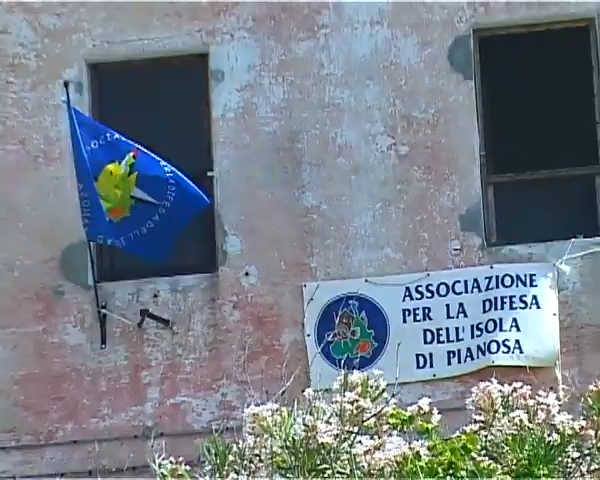 ASSOCIAZIONE
PER LA DIFESA
DELL'ISOLA
DI PIANOSA